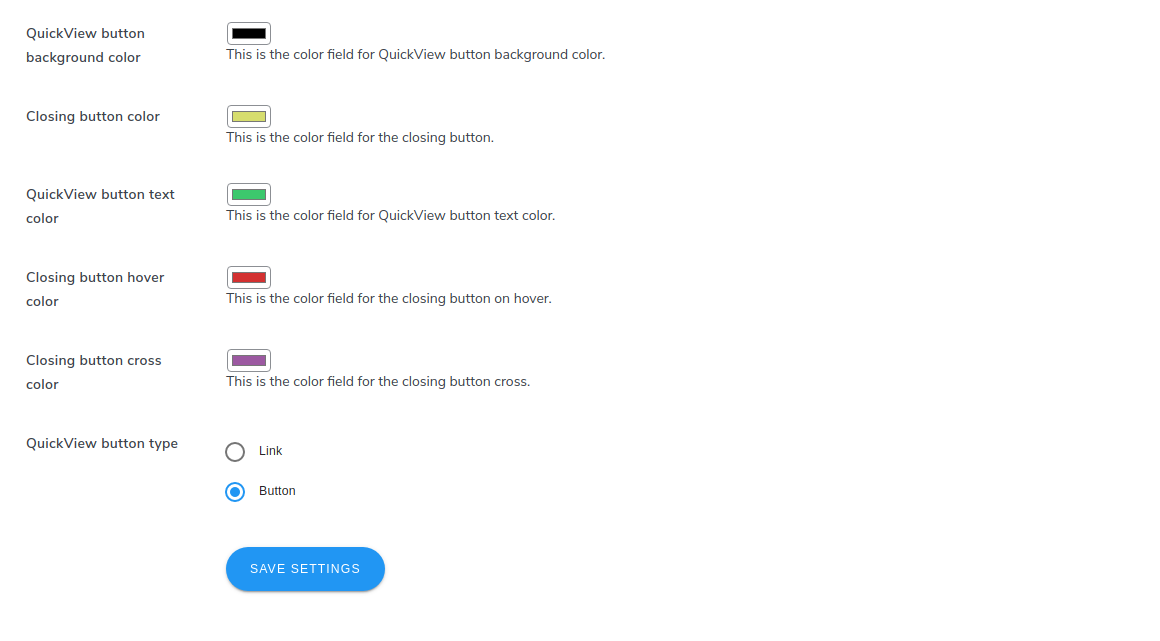 QuickView button
background color
This is the color field for QuickView button background color.
Closing button color
This is the color field for the closing button.
QuickView button text
color
This is the color field for QuickView button text color.
Closing button hover
color
This is the color field for the closing button on hover.
Closing button cross
color
This is the color field for the closing button cross.
QuickView button type
Link
Button
SAVE SETTINGS